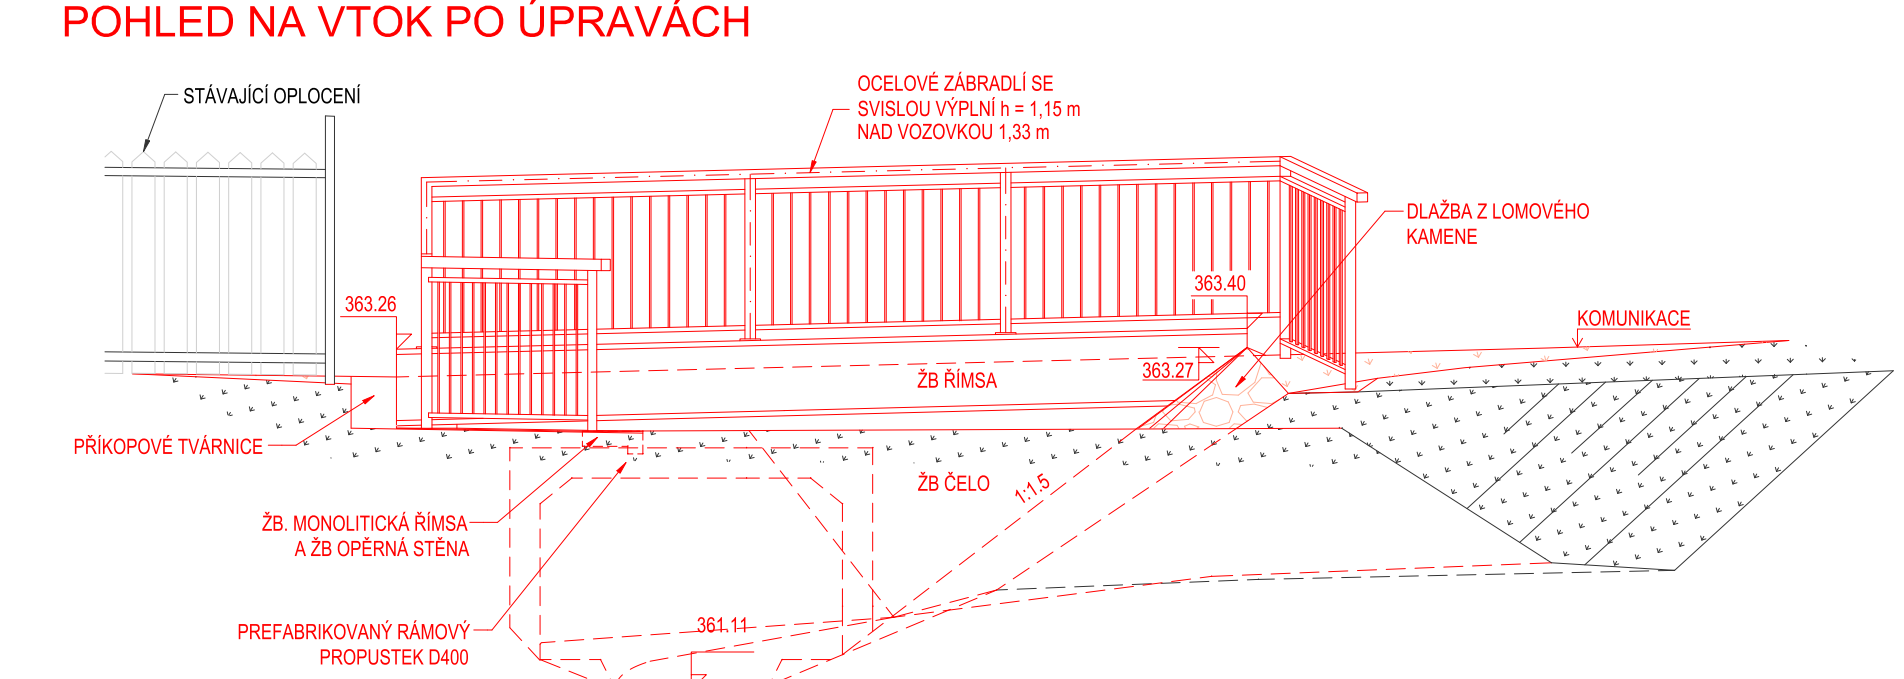 POHLED NA VTOK PO ÚPRAVÁCH
STÁVAJÍCÍ OPLOCENÍ
OCELOVÉ ZÁBRADLÍ SE
SVISLOU VÝPLNÍ h = 1,15 m
NAD VOZOVKOU 1,33 m
DLAŽBA Z LOMOVÉHO
KAMENE
363.26
363.40
KOMUNIKACE
363.27
ŽB ŘÍMSA
PŘÍKOPOVÉ TVÁRNICE
ŽB ČELO
1:1.5
ŽB. MONOLITICKÁ ŘÍMSA
A ŽB OPĚRNÁ STĚNA
361.11
PREFABRIKOVANÝ RÁMOVÝ
PROPUSTEK D400